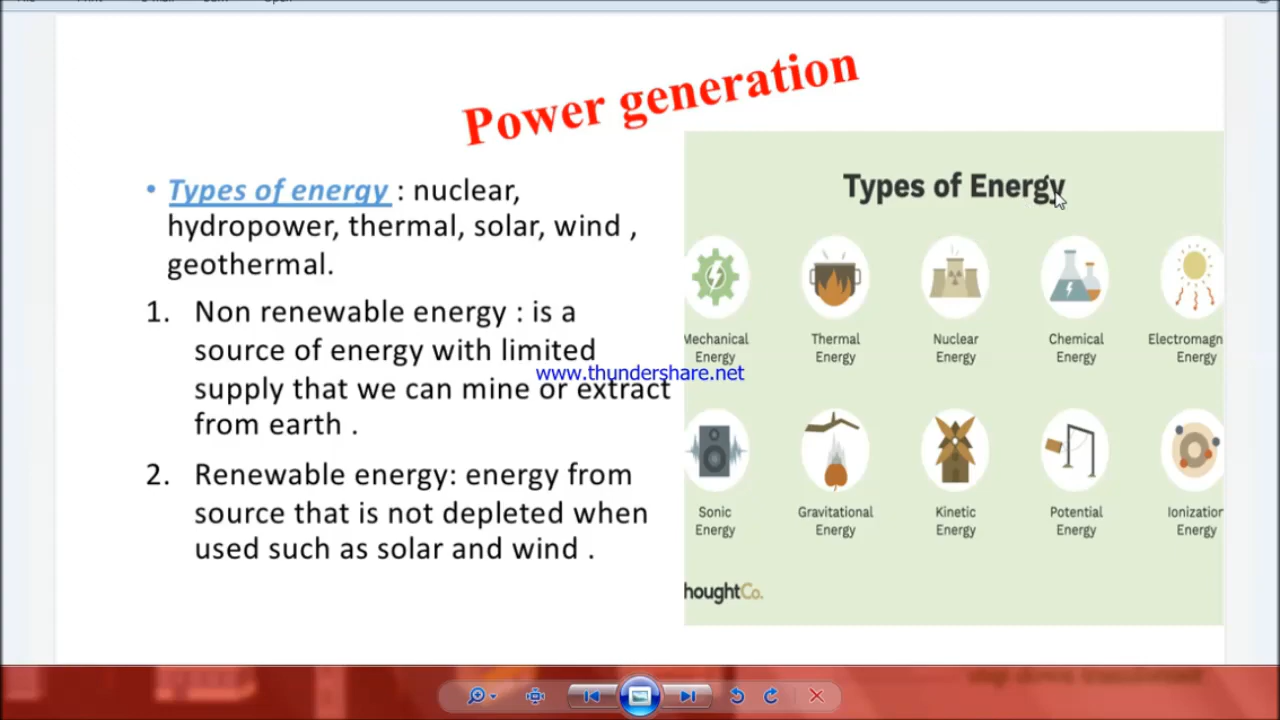 Power generation
• Types of energy : nuclear,
hydropower, thermal, solar, wind ,
geothermal.
1. Non renewable energy : is a
source of energy with limited
supply that we can mine or extract
from earth .
2. Renewable energy: energy from
source that is not depleted when
used such as solar and wind .
www.thundershare.net
Types of Energy
Mechanical
Energy
Thermal
Energy
Nuclear
Energy
Chemical
Energy
Electromagn
Energy
Sonic
Energy
Gravitational
Energy
Kinetic
Energy
Potential
Energy
Ionization
Energy
houghtCo.